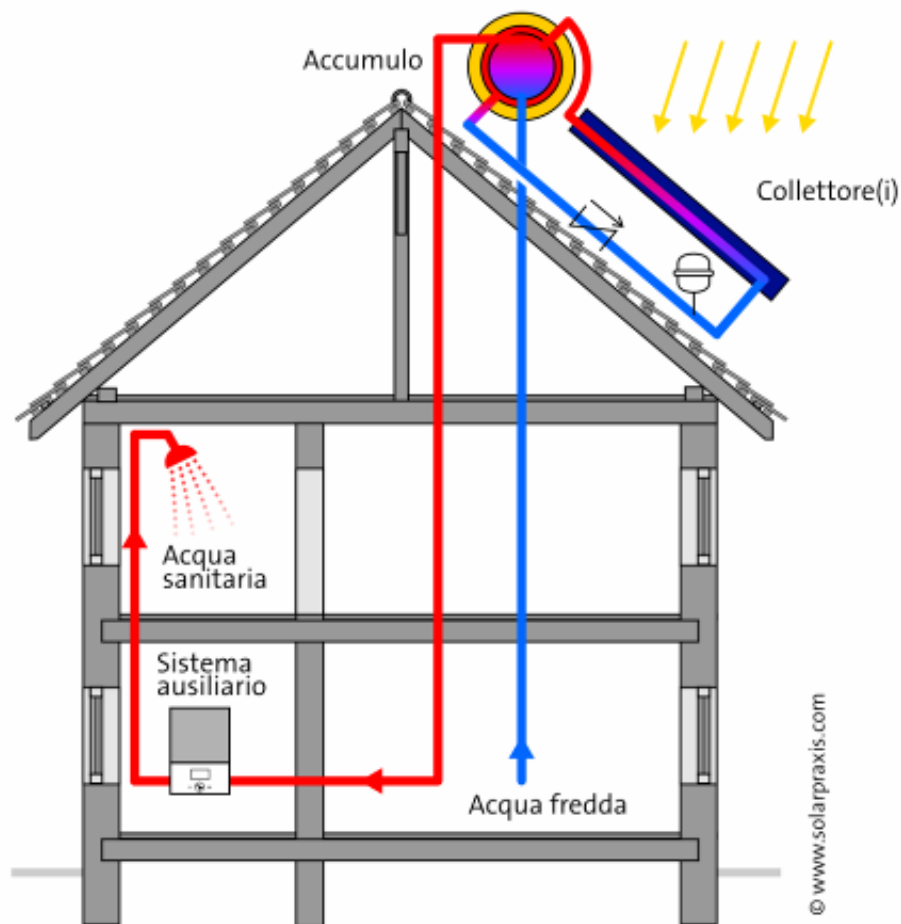 Accumulo
Collettore(i)
Acqua
sanitaria
Sistema
ausiliario
Acqua fredda
© www.solarpraxis.com